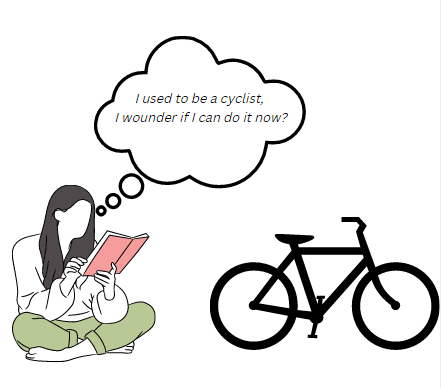 I used to be a cyclist,
I wounder if I can do it now?